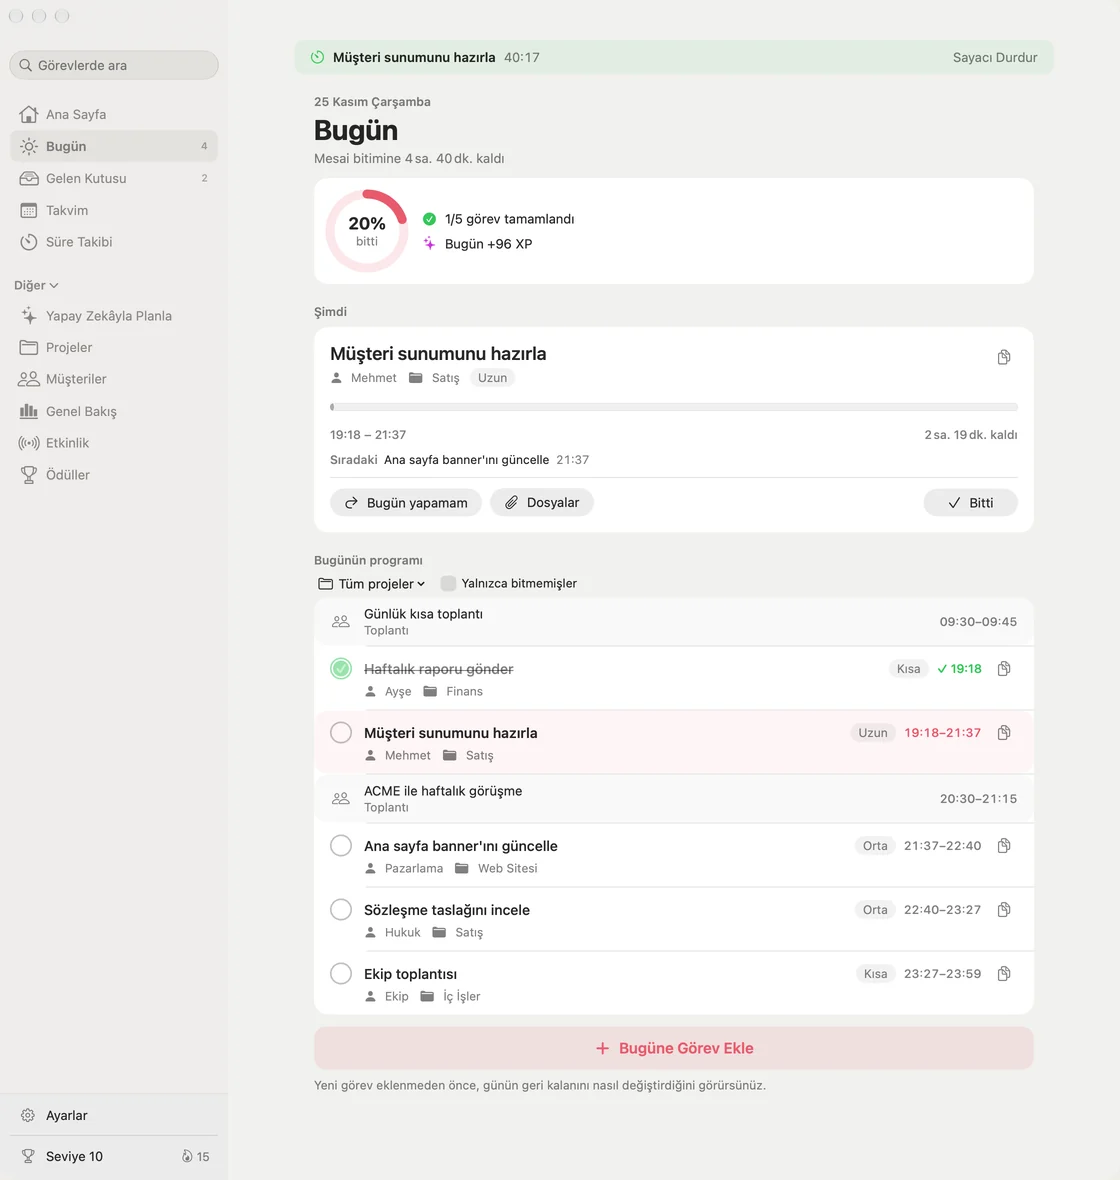 Görevlerde ara
Ana Sayfa
Bugün 4
Gelen Kutusu 2
Takvim
Süre Takibi
Diğer
Yapay Zekâyla Planla
Projeler
Müşteriler
Genel Bakış
Etkinlik
Ödüller
Ayarlar
Seviye 10 15
Müşteri sunumunu hazırla 40:17 Sayacı Durdur
25 Kasım Çarşamba
Bugün
Mesai bitimine 4 sa. 40 dk. kaldı
20%
bitti
1/5 görev tamamlandı
Bugün +96 XP
Şimdi
Müşteri sunumunu hazırla
Mehmet Satış Uzun
19:18 – 21:37 2 sa. 19 dk. kaldı
Sıradaki Ana sayfa banner'ını güncelle 21:37
Bugün yapamam Dosyalar Bitti
Bugünün programı
Tüm projeler Yalnızca bitmemişler
Günlük kısa toplantı 09:30–09:45
Toplantı
Haftalık raporu gönder Kısa 19:18
Ayşe Finans
Müşteri sunumunu hazırla Uzun 19:18–21:37
Mehmet Satış
ACME ile haftalık görüşme 20:30–21:15
Toplantı
Ana sayfa banner'ını güncelle Orta 21:37–22:40
Pazarlama Web Sitesi
Sözleşme taslağını incele Orta 22:40–23:27
Hukuk Satış
Ekip toplantısı Kısa 23:27–23:59
Ekip İç İşler
+ Bugüne Görev Ekle
Yeni görev eklenmeden önce, günün geri kalanını nasıl değiştirdiğini görürsünüz.